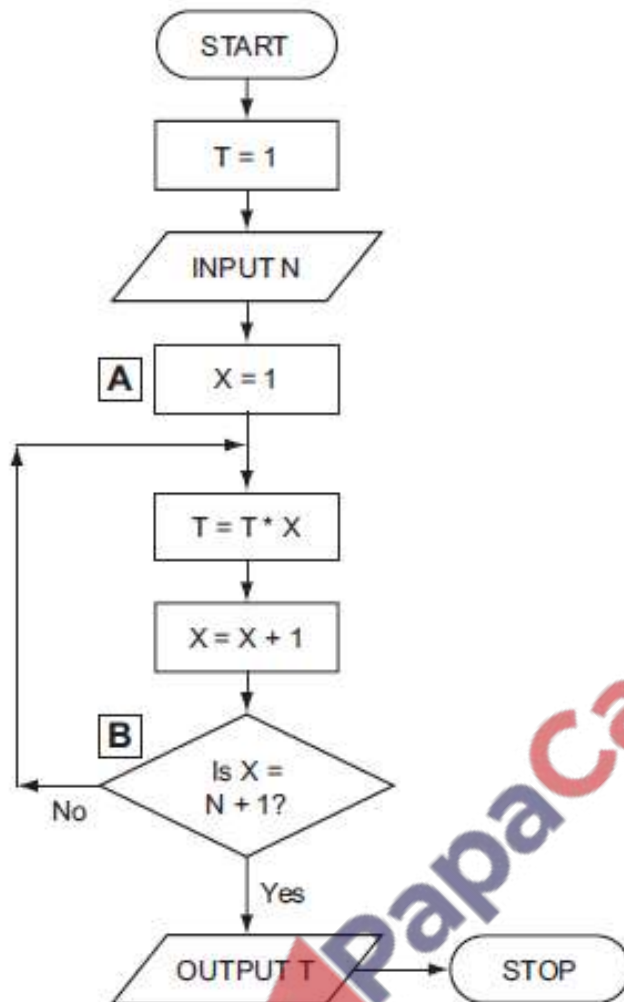 START
T = 1
INPUT N
A
X = 1
T = T * X
X = X + 1
B
Is X =
N + 1?
No
Yes
OUTPUT T
STOP
PapaCa